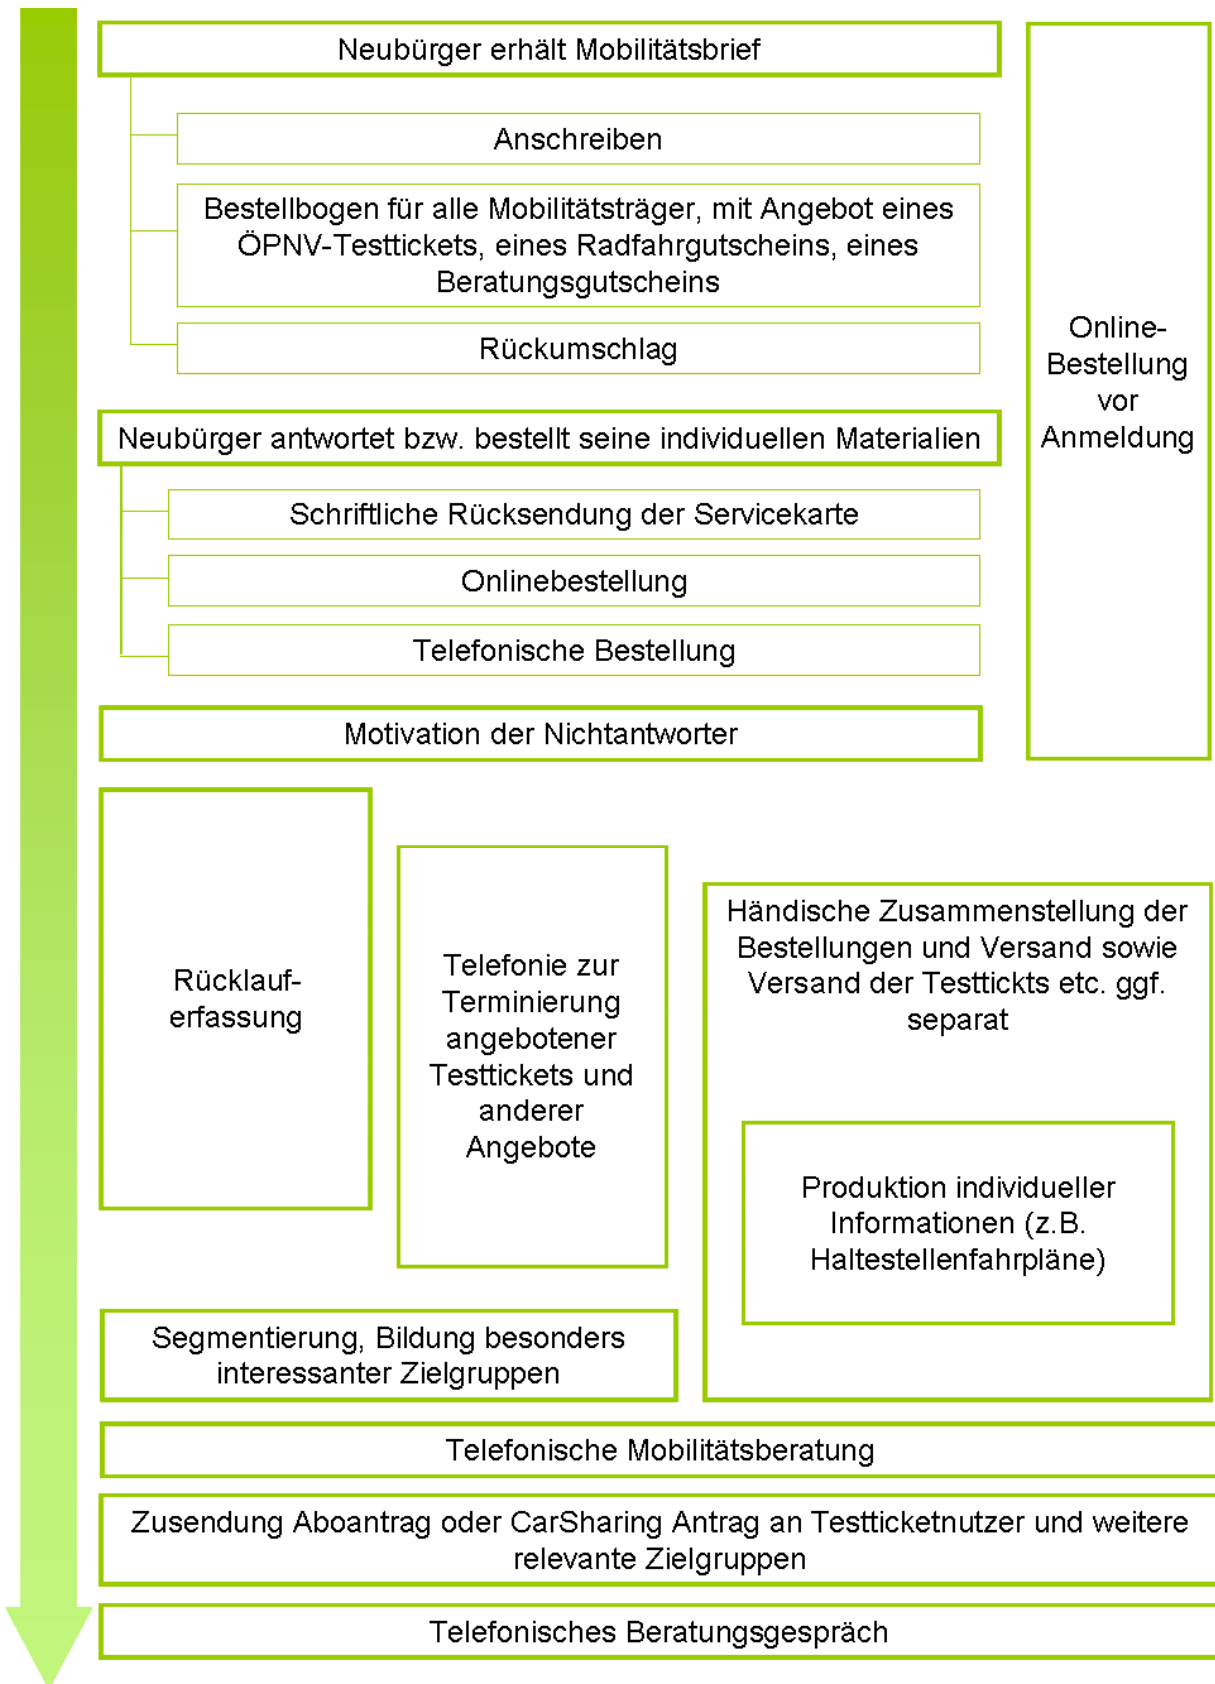 Neubürger erhält Mobilitätsbrief
Anschreiben
Bestellbogen für alle Mobilitätsträger, mit Angebot eines
ÖPNV-Testtickets, eines Radfahrgutscheins, eines
Beratungsgutscheins
Rückumschlag
Online-
Bestellung
vor
Anmeldung
Neubürger antwortet bzw. bestellt seine individuellen Materialien
Schriftliche Rücksendung der Servicekarte
Onlinebestellung
Telefonische Bestellung
Motivation der Nichtantworter
Rücklauf-
erfassung
Telefonie zur
Terminierung
angebotener
Testtickets und
anderer
Angebote
Händische Zusammenstellung der
Bestellungen und Versand sowie
Versand der Testtickts etc. ggf.
separat
Produktion individueller
Informationen (z.B.
Haltestellenfahrpläne)
Segmentierung, Bildung besonders
interessanter Zielgruppen
Telefonische Mobilitätsberatung
Zusendung Aboantrag oder CarSharing Antrag an Testticketnutzer und weitere
relevante Zielgruppen
Telefonisches Beratungsgespräch